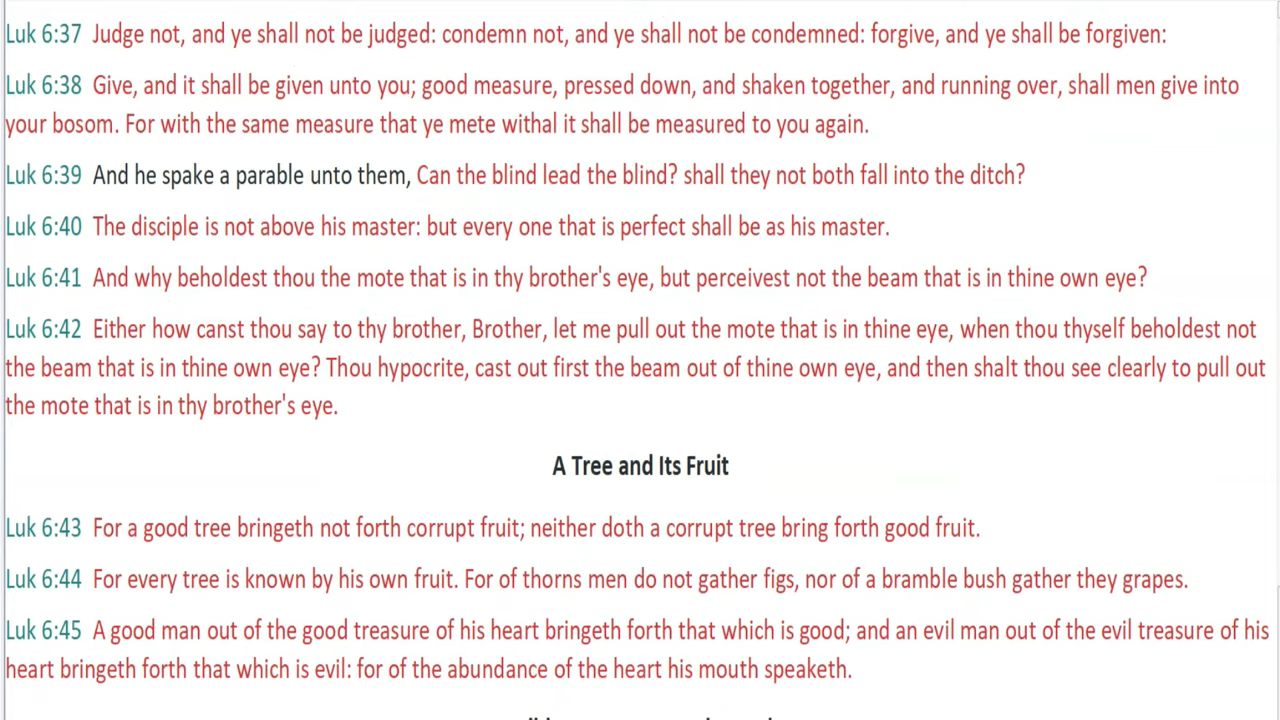 Luk 6:37 Judge not, and ye shall not be judged: condemn not, and ye shall not be condemned: forgive, and ye shall be forgiven:
Luk 6:38 Give, and it shall be given unto you; good measure, pressed down, and shaken together, and running over, shall men give into
your bosom. For with the same measure that ye mete withal it shall be measured to you again.
Luk 6:39 And he spake a parable unto them, Can the blind lead the blind? shall they not both fall into the ditch?
Luk 6:40 The disciple is not above his master: but every one that is perfect shall be as his master.
Luk 6:41 And why beholdest thou the mote that is in thy brother's eye, but perceivest not the beam that is in thine own eye?
Luk 6:42 Either how canst thou say to thy brother, Brother, let me pull out the mote that is in thine eye, when thou thyself beholdest not
the beam that is in thine own eye? Thou hypocrite, cast out first the beam out of thine own eye, and then shalt thou see clearly to pull out
the mote that is in thy brother's eye.
A Tree and Its Fruit
Luk 6:43 For a good tree bringeth not forth corrupt fruit; neither doth a corrupt tree bring forth good fruit.
Luk 6:44 For every tree is known by his own fruit. For of thorns men do not gather figs, nor of a bramble bush gather they grapes.
Luk 6:45 A good man out of the good treasure of his heart bringeth forth that which is good; and an evil man out of the evil treasure of his
heart bringeth forth that which is evil: for of the abundance of the heart his mouth speaketh.